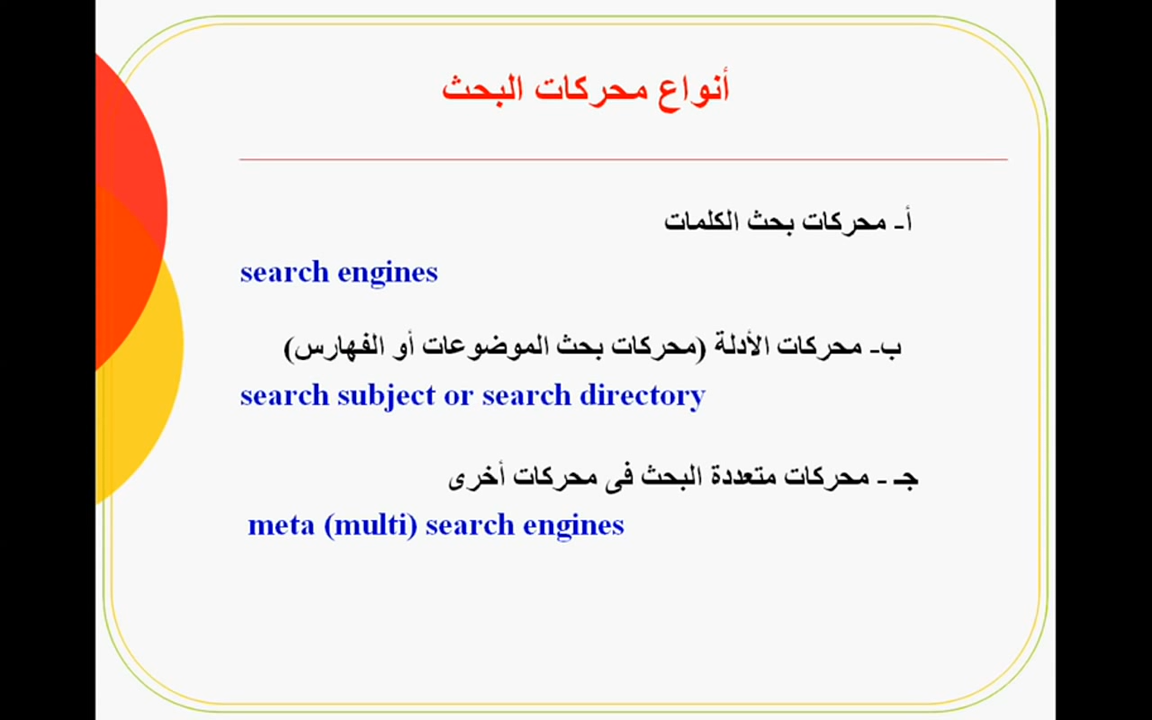 أنواع محركات البحث
أ- محركات بحث الكلمات
search engines
ب- محركات الأدلة (محركات بحث الموضوعات أو الفهارس)
search subject or search directory
جـ - محركات متعددة البحث فى محركات أخرى
meta (multi) search engines